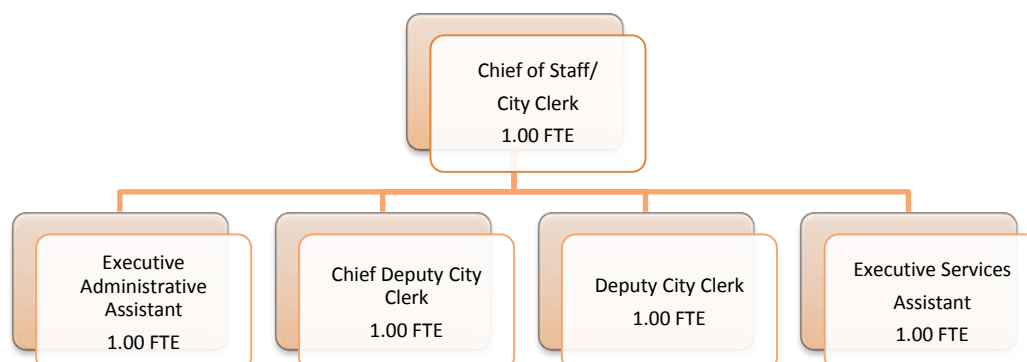 Chief of Staff/
City Clerk
1.00 FTE
Executive
Administrative
Assistant
1.00 FTE
Chief Deputy City
Clerk
1.00 FTE
Deputy City Clerk
1.00 FTE
Executive Services
Assistant
1.00 FTE